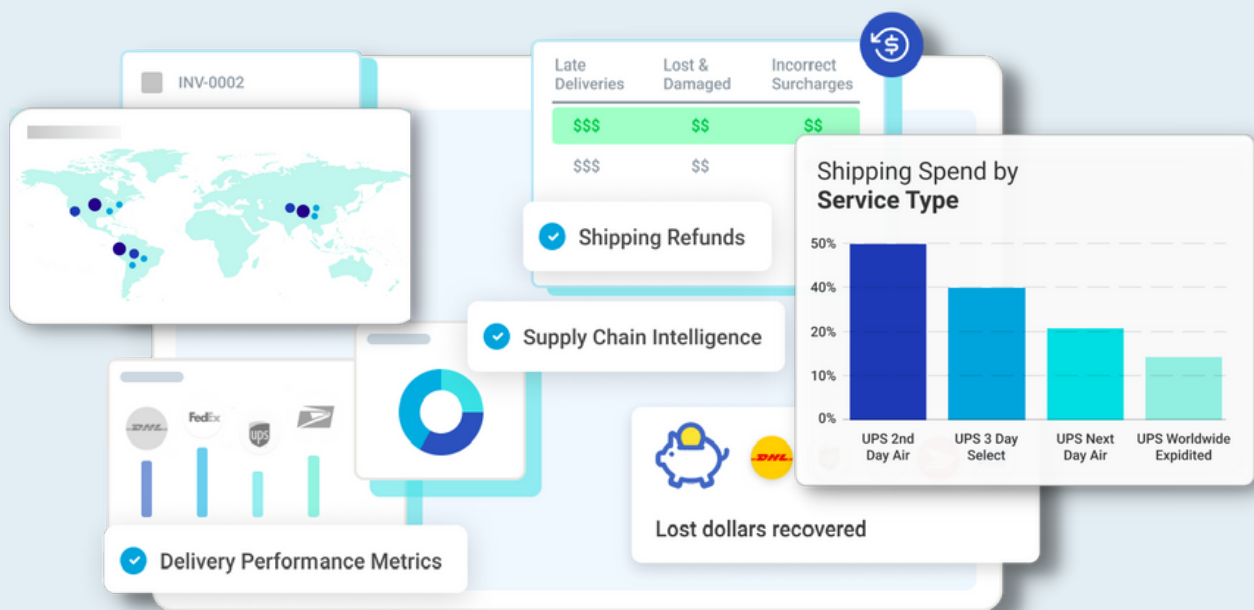 INV-0002
Late Deliveries
Lost & Damaged
Incorrect Surcharges
$$$ $$ $$
$$$ $$
Shipping Refunds
Supply Chain Intelligence
Shipping Spend by
Service Type
50%
40%
20%
10%
0%
UPS 2nd Day Air
UPS 3 Day Select
UPS Next Day Air
UPS Worldwide Expidited
DHL
FedEx
ups
Delivery Performance Metrics
DHL
Lost dollars recovered